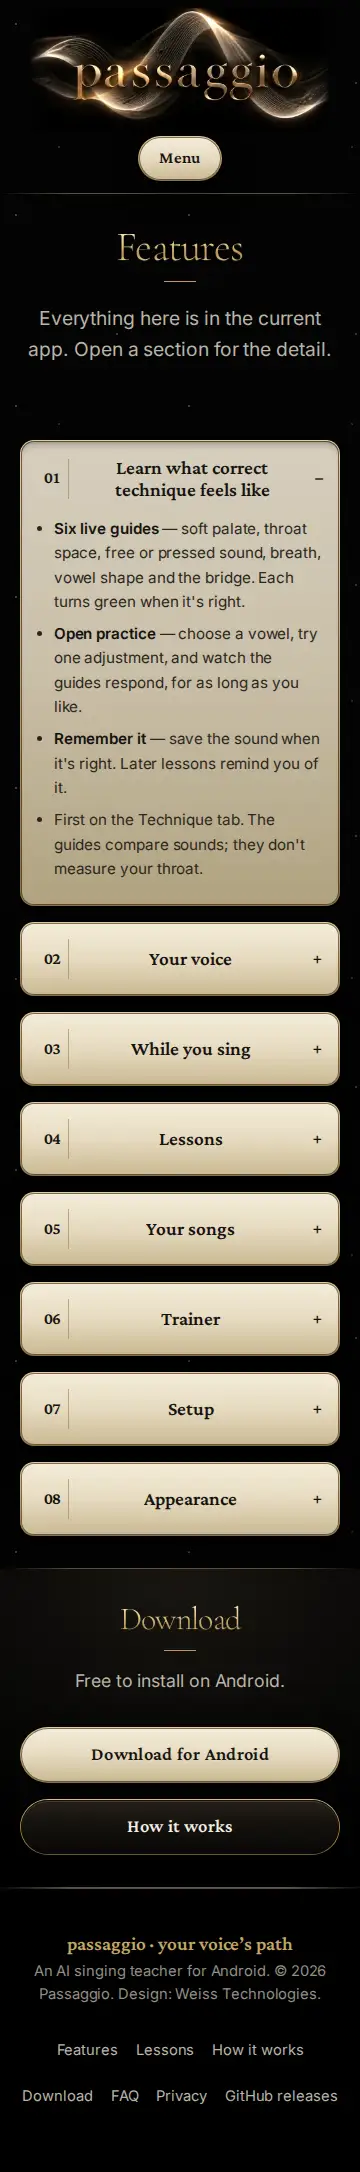 passaggio
Menu
Features
Everything here is in the current
app. Open a section for the detail.
01 Learn what correct
technique feels like −
• Six live guides — soft palate, throat
space, free or pressed sound, breath,
vowel shape and the bridge. Each
turns green when it's right.
• Open practice — choose a vowel, try
one adjustment, and watch the
guides respond, for as long as you
like.
• Remember it — save the sound when
it's right. Later lessons remind you of
it.
• First on the Technique tab. The
guides compare sounds; they don't
measure your throat.
02 Your voice +
03 While you sing +
04 Lessons +
05 Your songs +
06 Trainer +
07 Setup +
08 Appearance +
Download
Free to install on Android.
Download for Android
How it works
passaggio · your voice’s path
An AI singing teacher for Android. © 2026
Passaggio. Design: Weiss Technologies.
Features Lessons How it works
Download FAQ Privacy GitHub releases